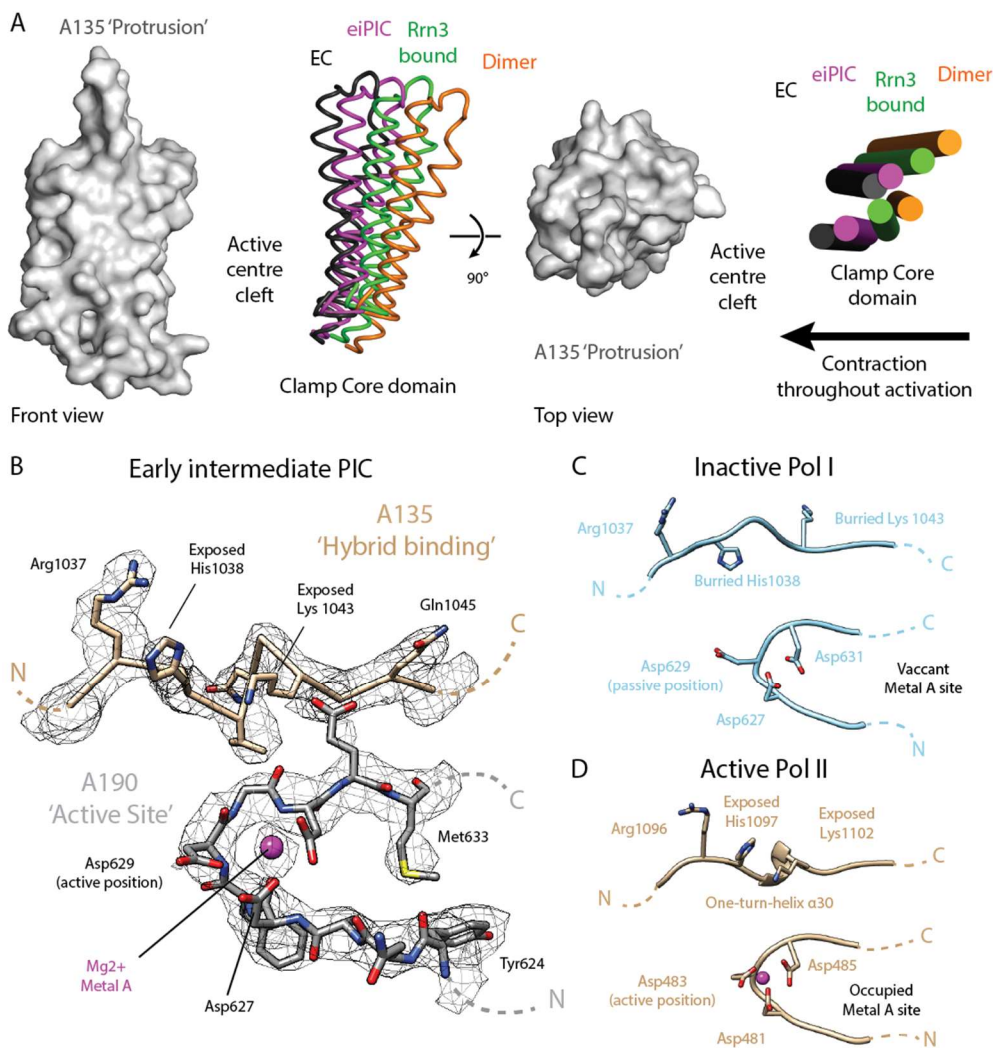 A
A135 'Protrusion'
EC
eiPIC
Rrn3
bound
Dimer
Active
centre
cleft
Clamp Core domain
Front view
90°
EC
eiPIC
Rrn3
bound
Dimer
Active
centre
cleft
Clamp Core
domain
A135 'Protrusion'
Contraction
throughout activation
Top view
B
Early intermediate PIC
A135
'Hybrid binding'
Arg1037
Exposed
His1038
Exposed
Lys 1043
Gln1045
N
C
A190
'Active Site'
C
Met633
Asp629
(active position)
Mg2+
Metal A
Asp627
Tyr624
N
C
Inactive Pol I
Arg1037
Burried Lys 1043
Burried His1038
N
C
C
Asp629
(passive position)
Asp631
Vaccant
Metal A site
Asp627
N
D
Active Pol II
Arg1096
Exposed
His1097
Exposed
Lys1102
C
N
One-turn-helix α30
C
Asp483
(active position)
Asp485
Occupied
Metal A site
Asp481
N